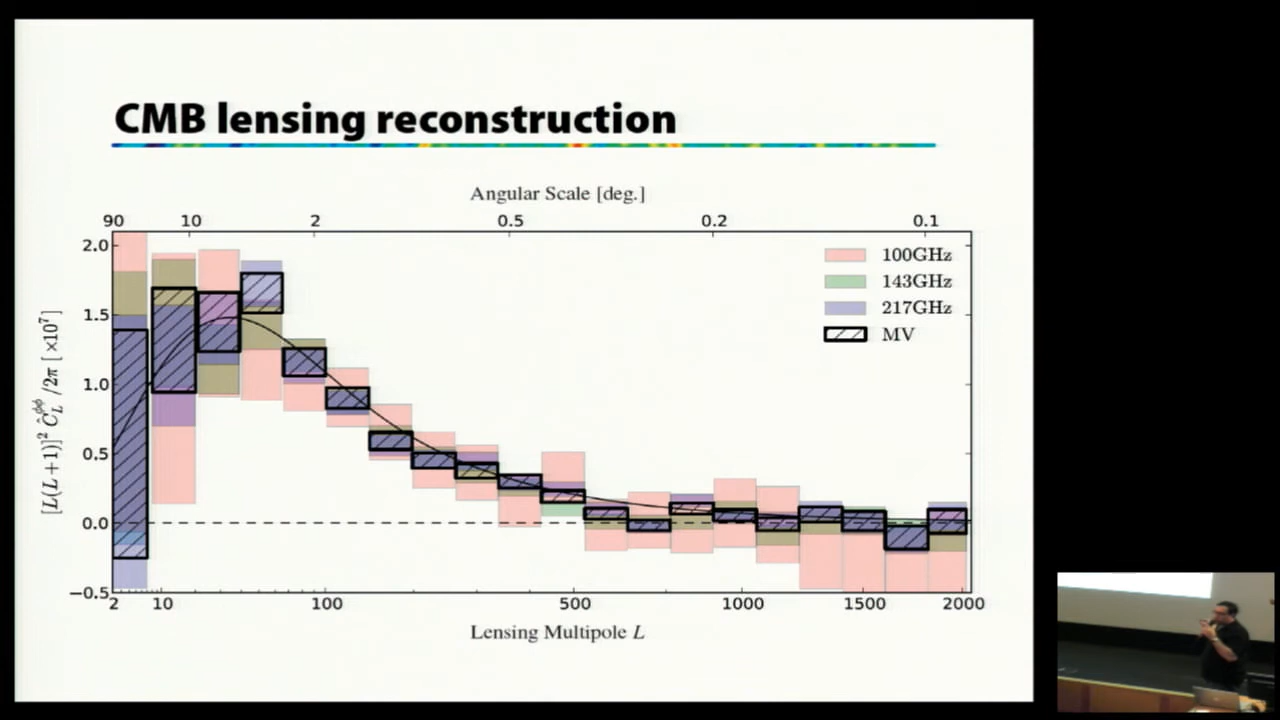 CMB lensing reconstruction
Angular Scale [deg.]
90 10 2 0.5 0.2 0.1
2.0
1.5
1.0
0.5
0.0
−0.5
[L(L+1)]² Ĉ_L^ϕϕ /2π [×10⁷]
100GHz
143GHz
217GHz
MV
2 10 100 500 1000 1500 2000
Lensing Multipole L